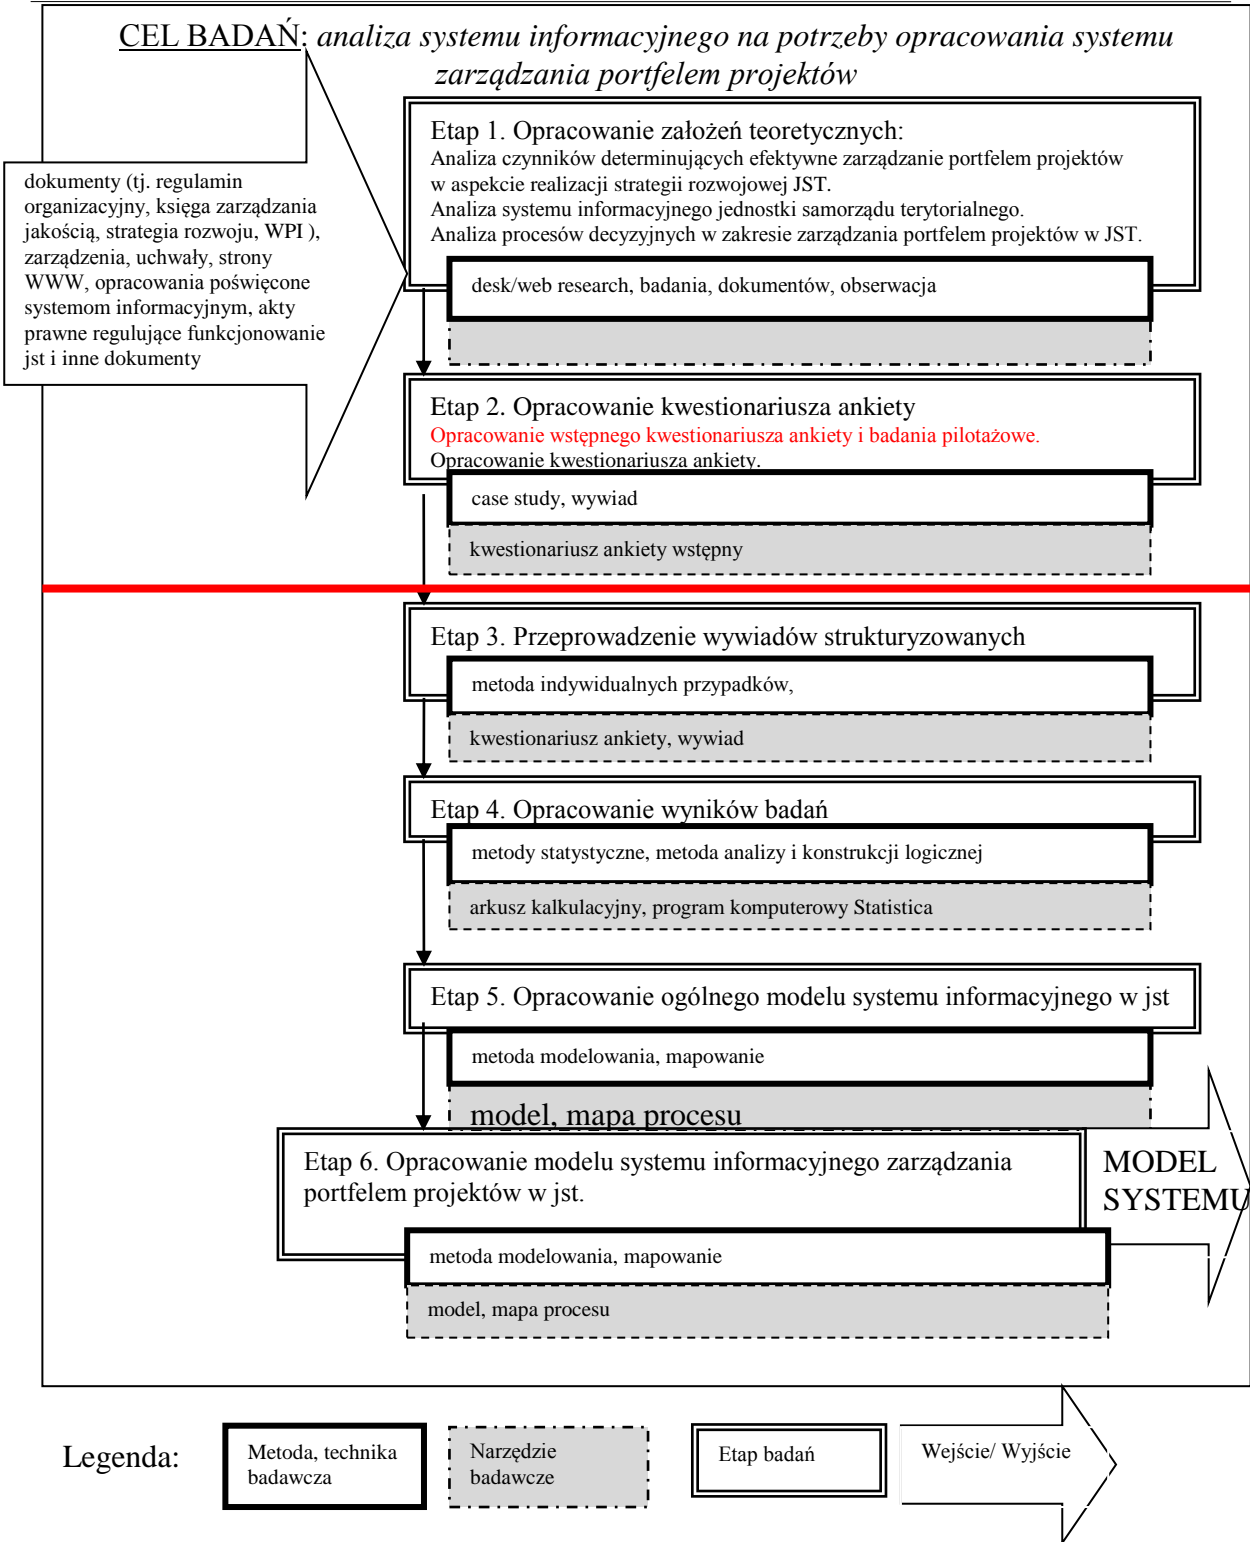 CEL BADAŃ: analiza systemu informacyjnego na potrzeby opracowania systemu
zarządzania portfelem projektów
dokumenty (tj. regulamin
organizacyjny, księga zarządzania
jakością, strategia rozwoju, WPI ),
zarządzenia, uchwały, strony
WWW, opracowania poświęcone
systemom informacyjnym, akty
prawne regulujące funkcjonowanie
jst i inne dokumenty
Etap 1. Opracowanie założeń teoretycznych:
Analiza czynników determinujących efektywne zarządzanie portfelem projektów
w aspekcie realizacji strategii rozwojowej JST.
Analiza systemu informacyjnego jednostki samorządu terytorialnego.
Analiza procesów decyzyjnych w zakresie zarządzania portfelem projektów w JST.
desk/web research, badania, dokumentów, obserwacja
Etap 2. Opracowanie kwestionariusza ankiety
Opracowanie wstępnego kwestionariusza ankiety i badania pilotażowe.
Opracowanie kwestionariusza ankiety.
case study, wywiad
kwestionariusz ankiety wstępny
Etap 3. Przeprowadzenie wywiadów strukturyzowanych
metoda indywidualnych przypadków,
kwestionariusz ankiety, wywiad
Etap 4. Opracowanie wyników badań
metody statystyczne, metoda analizy i konstrukcji logicznej
arkusz kalkulacyjny, program komputerowy Statistica
Etap 5. Opracowanie ogólnego modelu systemu informacyjnego w jst
metoda modelowania, mapowanie
model, mapa procesu
Etap 6. Opracowanie modelu systemu informacyjnego zarządzania
portfelem projektów w jst.
MODEL
SYSTEMU
metoda modelowania, mapowanie
model, mapa procesu
Legenda:
Metoda, technika
badawcza
Narzędzie
badawcze
Etap badań
Wejście/ Wyjście